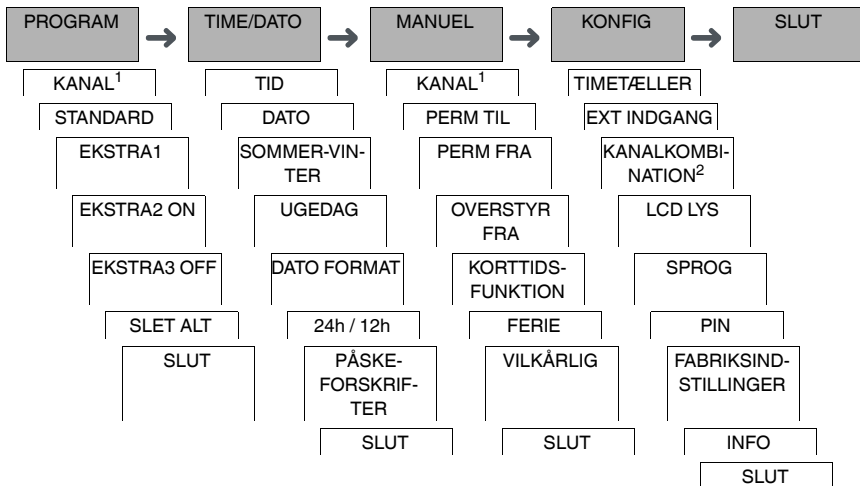 PROGRAM
TIME/DATO
MANUEL
KONFIG
SLUT
KANAL1
STANDARD
EKSTRA1
EKSTRA2 ON
EKSTRA3 OFF
SLET ALT
SLUT
TID
DATO
SOMMER-VIN-
TER
UGEDAG
DATO FORMAT
24h / 12h
PÅSKE-
FORSKRIF-
TER
SLUT
KANAL1
PERM TIL
PERM FRA
OVERSTYR
FRA
KORTTIDS-
FUNKTION
FERIE
VILKÅRLIG
SLUT
TIMETÆLLER
EXT INDGANG
KANALKOMBI-
NATION2
LCD LYS
SPROG
PIN
FABRIKSIND-
STILLINGER
INFO
SLUT